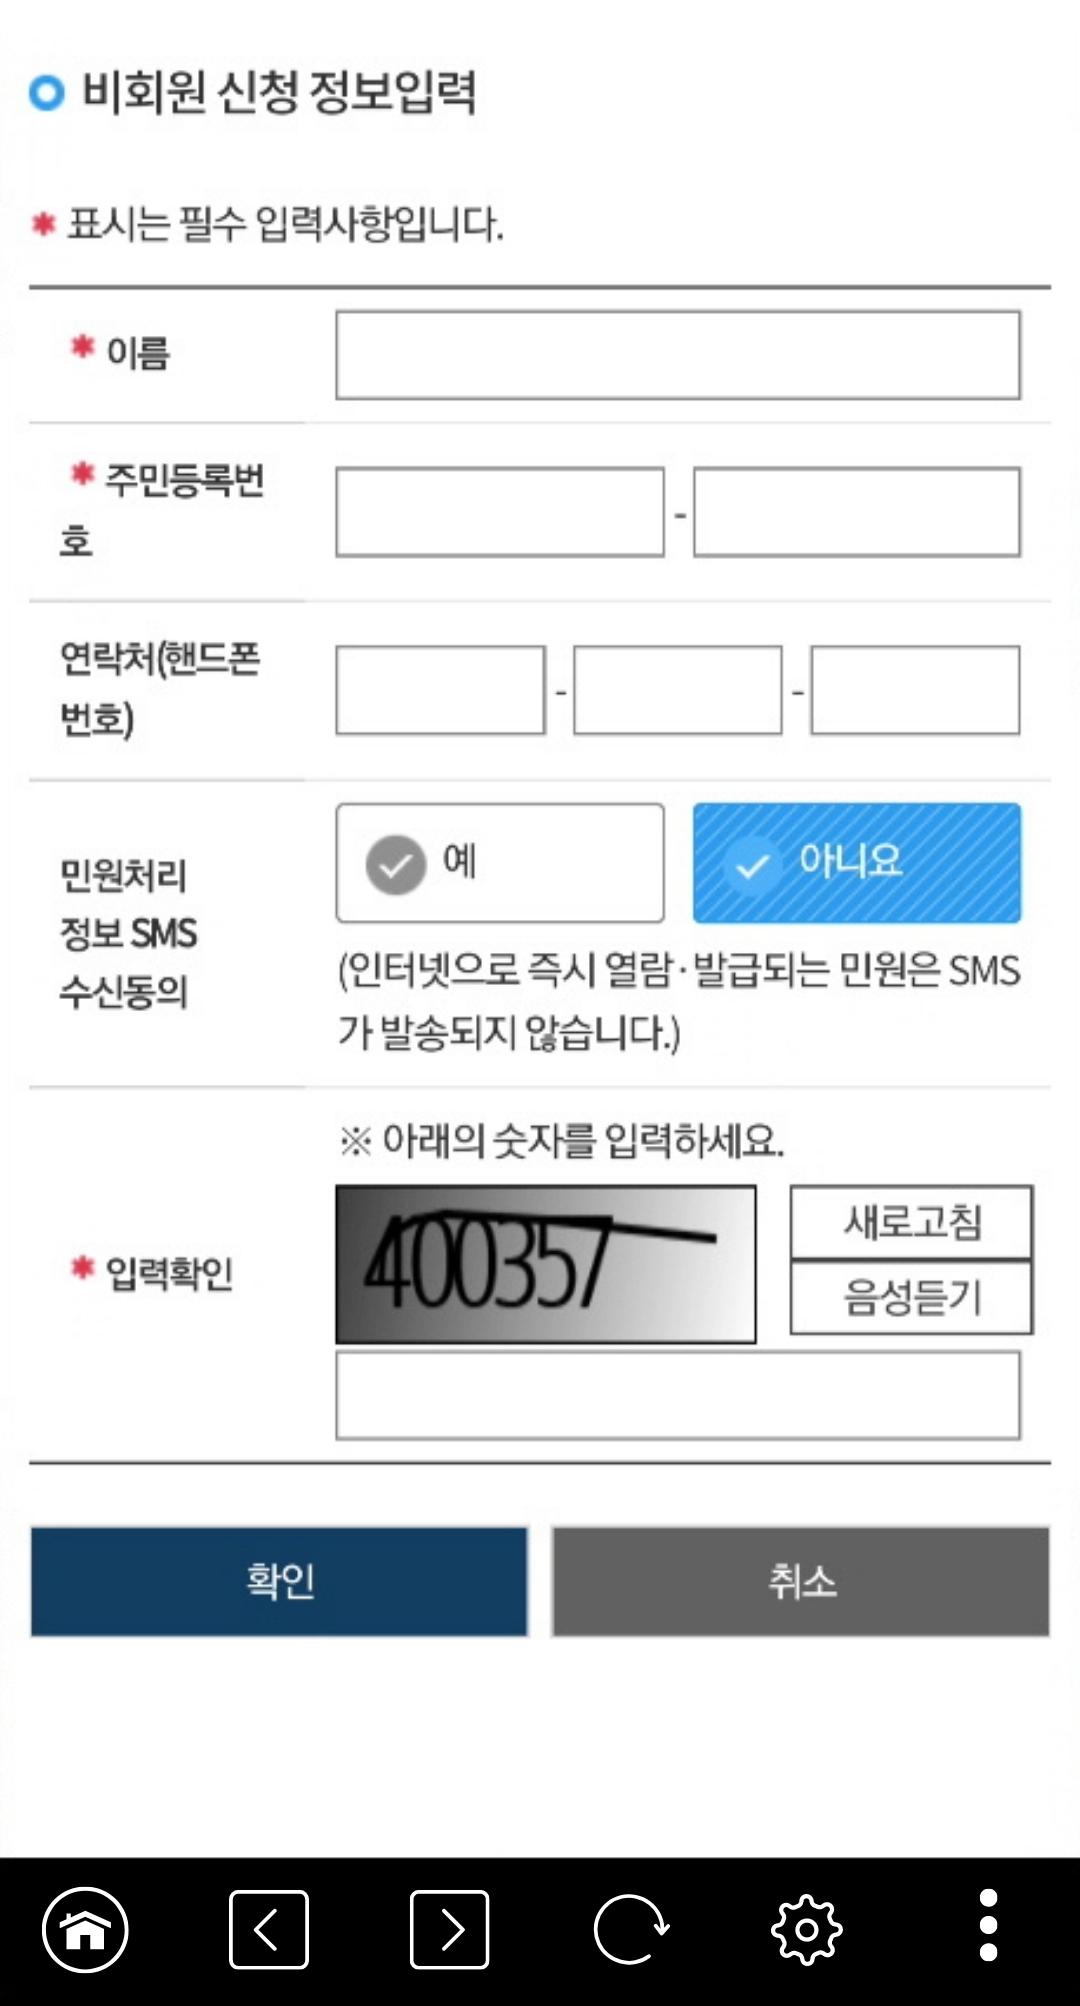 비회원 신청 정보입력
* 표시는 필수 입력사항입니다.
* 이름
* 주민등록번
호
-
연락처(핸드폰
번호)
- -
예 아니요
민원처리
정보 SMS
수신동의
(인터넷으로 즉시 열람·발급되는 민원은 SMS
가 발송되지 않습니다.)
※ 아래의 숫자를 입력하세요.
400357
새로고침
음성듣기
* 입력확인
확인 취소